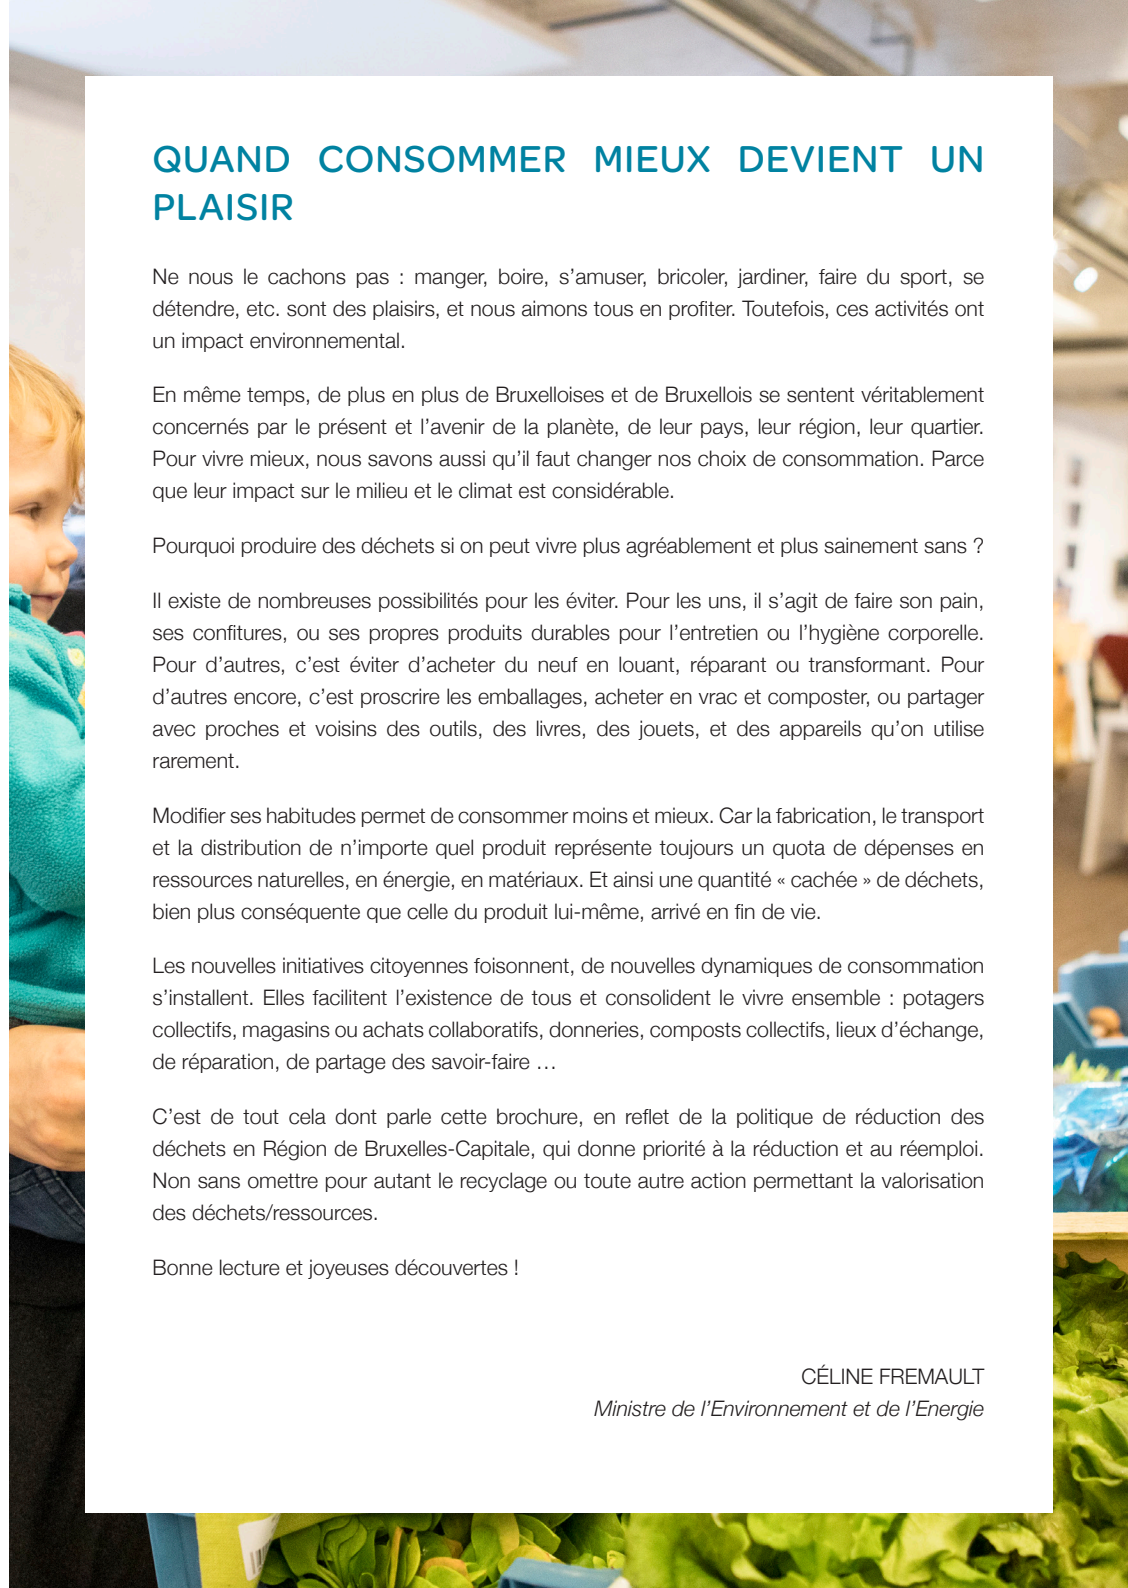 QUAND CONSOMMER MIEUX DEVIENT UN
PLAISIR
Ne nous le cachons pas : manger, boire, s’amuser, bricoler, jardiner, faire du sport, se
détendre, etc. sont des plaisirs, et nous aimons tous en profiter. Toutefois, ces activités ont
un impact environnemental.
En même temps, de plus en plus de Bruxelloises et de Bruxellois se sentent véritablement
concernés par le présent et l’avenir de la planète, de leur pays, leur région, leur quartier.
Pour vivre mieux, nous savons aussi qu’il faut changer nos choix de consommation. Parce
que leur impact sur le milieu et le climat est considérable.
Pourquoi produire des déchets si on peut vivre plus agréablement et plus sainement sans ?
Il existe de nombreuses possibilités pour les éviter. Pour les uns, il s’agit de faire son pain,
ses confitures, ou ses propres produits durables pour l’entretien ou l’hygiène corporelle.
Pour d’autres, c’est éviter d’acheter du neuf en louant, réparant ou transformant. Pour
d’autres encore, c’est proscrire les emballages, acheter en vrac et composter, ou partager
avec proches et voisins des outils, des livres, des jouets, et des appareils qu’on utilise
rarement.
Modifier ses habitudes permet de consommer moins et mieux. Car la fabrication, le transport
et la distribution de n’importe quel produit représente toujours un quota de dépenses en
ressources naturelles, en énergie, en matériaux. Et ainsi une quantité « cachée » de déchets,
bien plus conséquente que celle du produit lui-même, arrivé en fin de vie.
Les nouvelles initiatives citoyennes foisonnent, de nouvelles dynamiques de consommation
s’installent. Elles facilitent l’existence de tous et consolident le vivre ensemble : potagers
collectifs, magasins ou achats collaboratifs, donneries, composts collectifs, lieux d’échange,
de réparation, de partage des savoir-faire …
C’est de tout cela dont parle cette brochure, en reflet de la politique de réduction des
déchets en Région de Bruxelles-Capitale, qui donne priorité à la réduction et au réemploi.
Non sans omettre pour autant le recyclage ou toute autre action permettant la valorisation
des déchets/ressources.
Bonne lecture et joyeuses découvertes !
CÉLINE FREMAULT
Ministre de l’Environnement et de l’Energie